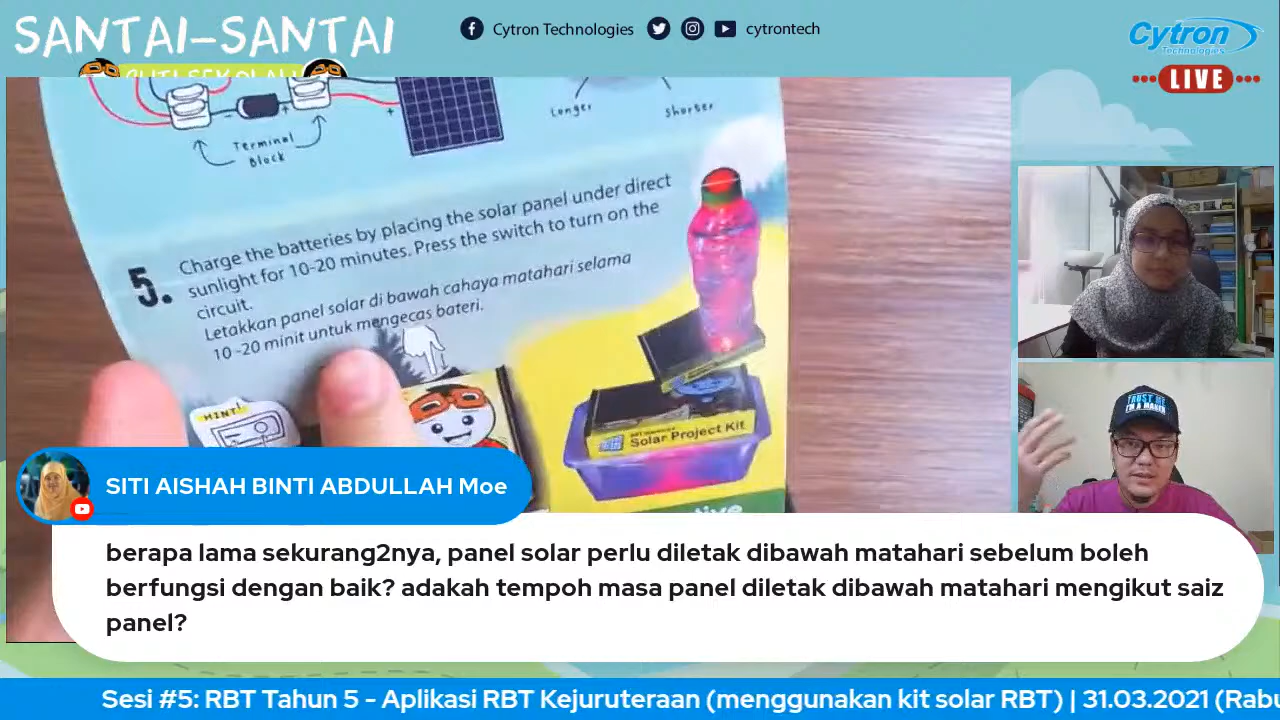 SANTAI-SANTAI
CUTI SEKOLAH
Cytron Technologies
cytrontech
Cytron
Technologies
LIVE
Terminal
Block
Longer
shorter
5.
Charge the batteries by placing the solar panel under direct
sunlight for 10-20 minutes. Press the switch to turn on the
circuit.
Letakkan panel solar di bawah cahaya matahari selama
10 -20 minit untuk mengecas bateri.
HINT!
Solar Project Kit
TRUST ME
I'M A MAKER
SITI AISHAH BINTI ABDULLAH Moe
berapa lama sekurang2nya, panel solar perlu diletak dibawah matahari sebelum boleh
berfungsi dengan baik? adakah tempoh masa panel diletak dibawah matahari mengikut saiz
panel?
Sesi #5: RBT Tahun 5 - Aplikasi RBT Kejuruteraan (menggunakan kit solar RBT) | 31.03.2021 (Rabu